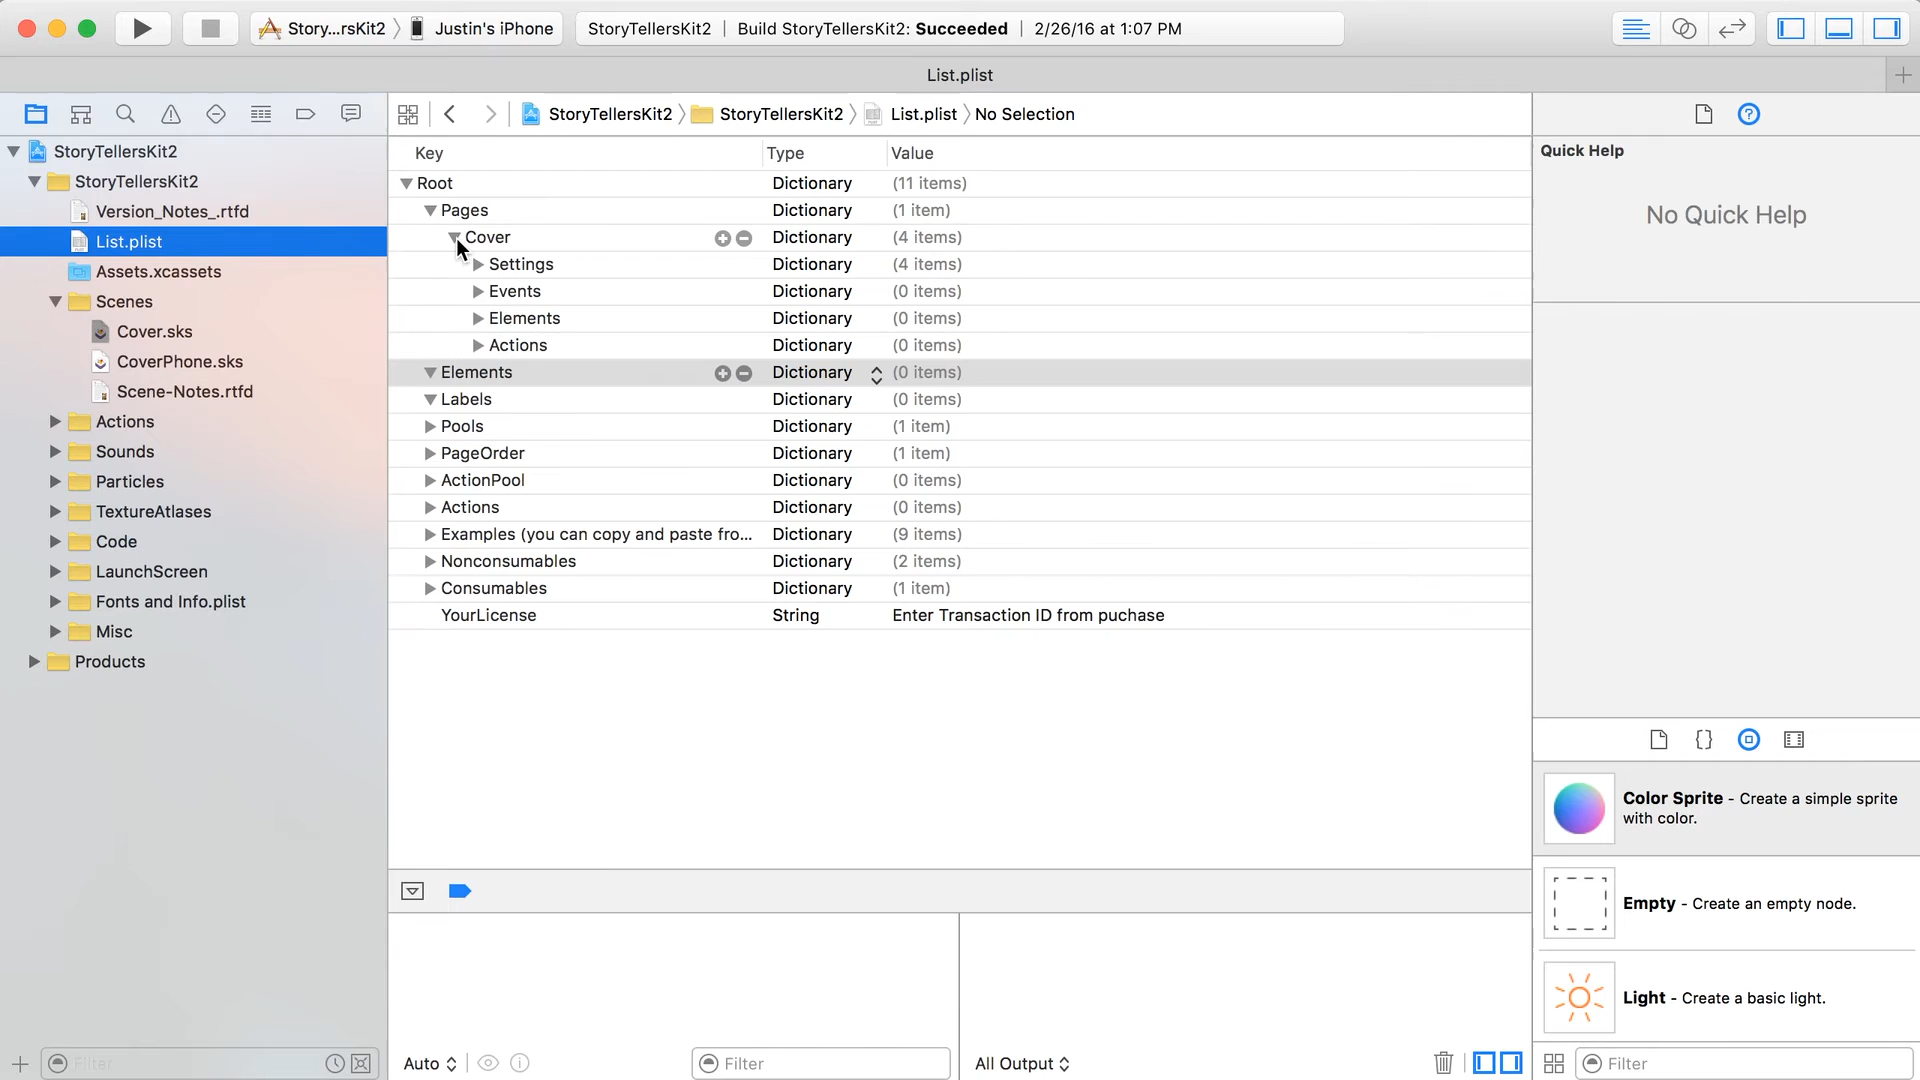 Story...rsKit2 〉 Justin's iPhone
StoryTellersKit2 | Build StoryTellersKit2: Succeeded | 2/26/16 at 1:07 PM
List.plist
StoryTellersKit2 〉 StoryTellersKit2 〉 List.plist 〉 No Selection
StoryTellersKit2
StoryTellersKit2
Version_Notes_.rtfd
List.plist
Assets.xcassets
Scenes
Cover.sks
CoverPhone.sks
Scene-Notes.rtfd
Actions
Sounds
Particles
TextureAtlases
Code
LaunchScreen
Fonts and Info.plist
Misc
Products
Filter
Key Type Value
Root Dictionary (11 items)
Pages Dictionary (1 item)
Cover Dictionary (4 items)
Settings Dictionary (4 items)
Events Dictionary (0 items)
Elements Dictionary (0 items)
Actions Dictionary (0 items)
Elements Dictionary (0 items)
Labels Dictionary (0 items)
Pools Dictionary (1 item)
PageOrder Dictionary (1 item)
ActionPool Dictionary (0 items)
Actions Dictionary (0 items)
Examples (you can copy and paste fro... Dictionary (9 items)
Nonconsumables Dictionary (2 items)
Consumables Dictionary (1 item)
YourLicense String Enter Transaction ID from puchase
Auto
Filter
All Output
Quick Help
No Quick Help
Color Sprite - Create a simple sprite
with color.
Empty - Create an empty node.
Light - Create a basic light.
Filter